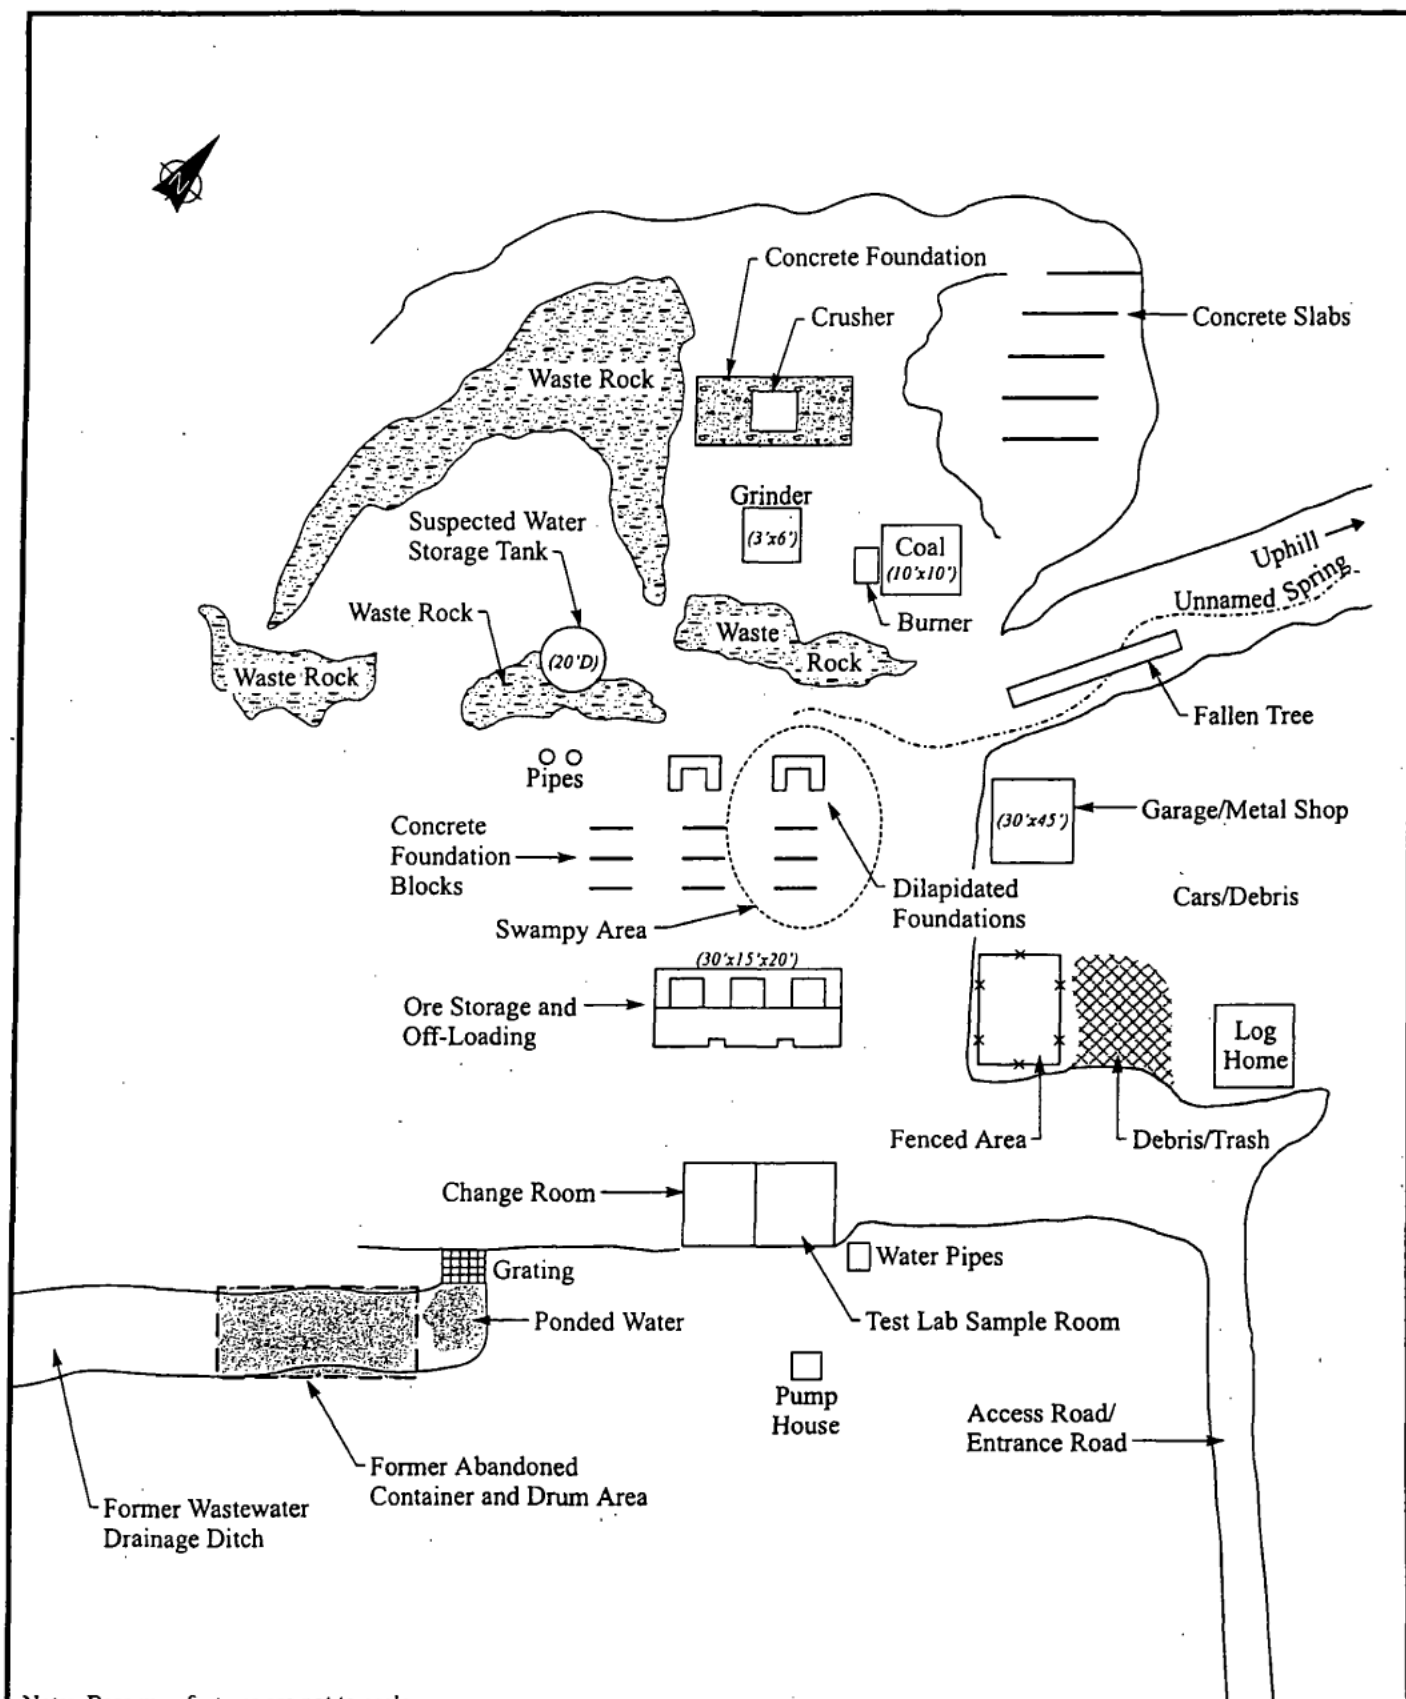 N
Concrete Foundation
Crusher
Concrete Slabs
Waste Rock
Grinder
(3'x6')
Suspected Water
Storage Tank
Coal
(10'x10')
Uphill
Unnamed Spring
Waste Rock
Burner
Waste
Rock
(20'D)
Waste Rock
Fallen Tree
Pipes
Garage/Metal Shop
(30'x45')
Concrete
Foundation
Blocks
Dilapidated
Foundations
Cars/Debris
Swampy Area
(30'x15'x20')
Ore Storage and
Off-Loading
Log
Home
Fenced Area
Debris/Trash
Change Room
Water Pipes
Grating
Ponded Water
Test Lab Sample Room
Pump
House
Access Road/
Entrance Road
Former Abandoned
Container and Drum Area
Former Wastewater
Drainage Ditch